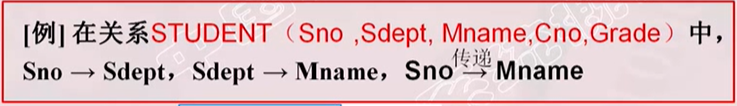 [例] 在关系STUDENT（Sno ,Sdept, Mname,Cno,Grade）中，
Sno → Sdept，Sdept → Mname，Sno 传递→ Mname